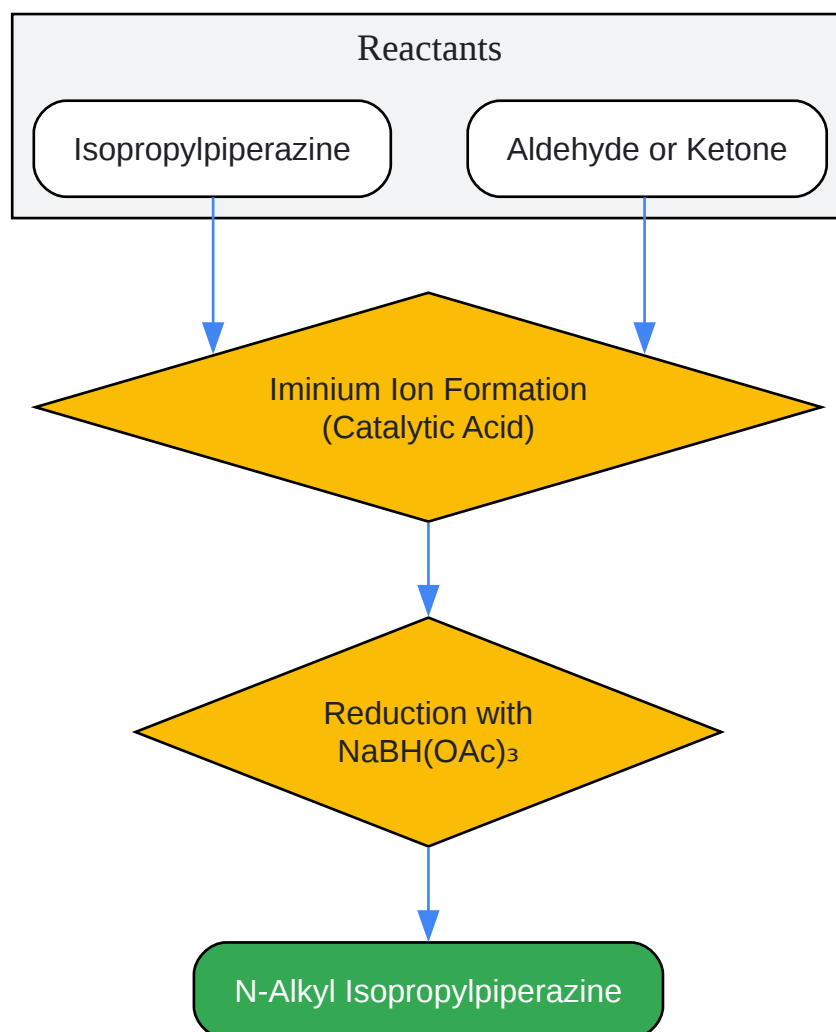 Reactants
Isopropylpiperazine
Aldehyde or Ketone
Iminium Ion Formation
(Catalytic Acid)
Reduction with
NaBH(OAc)₃
N-Alkyl Isopropylpiperazine